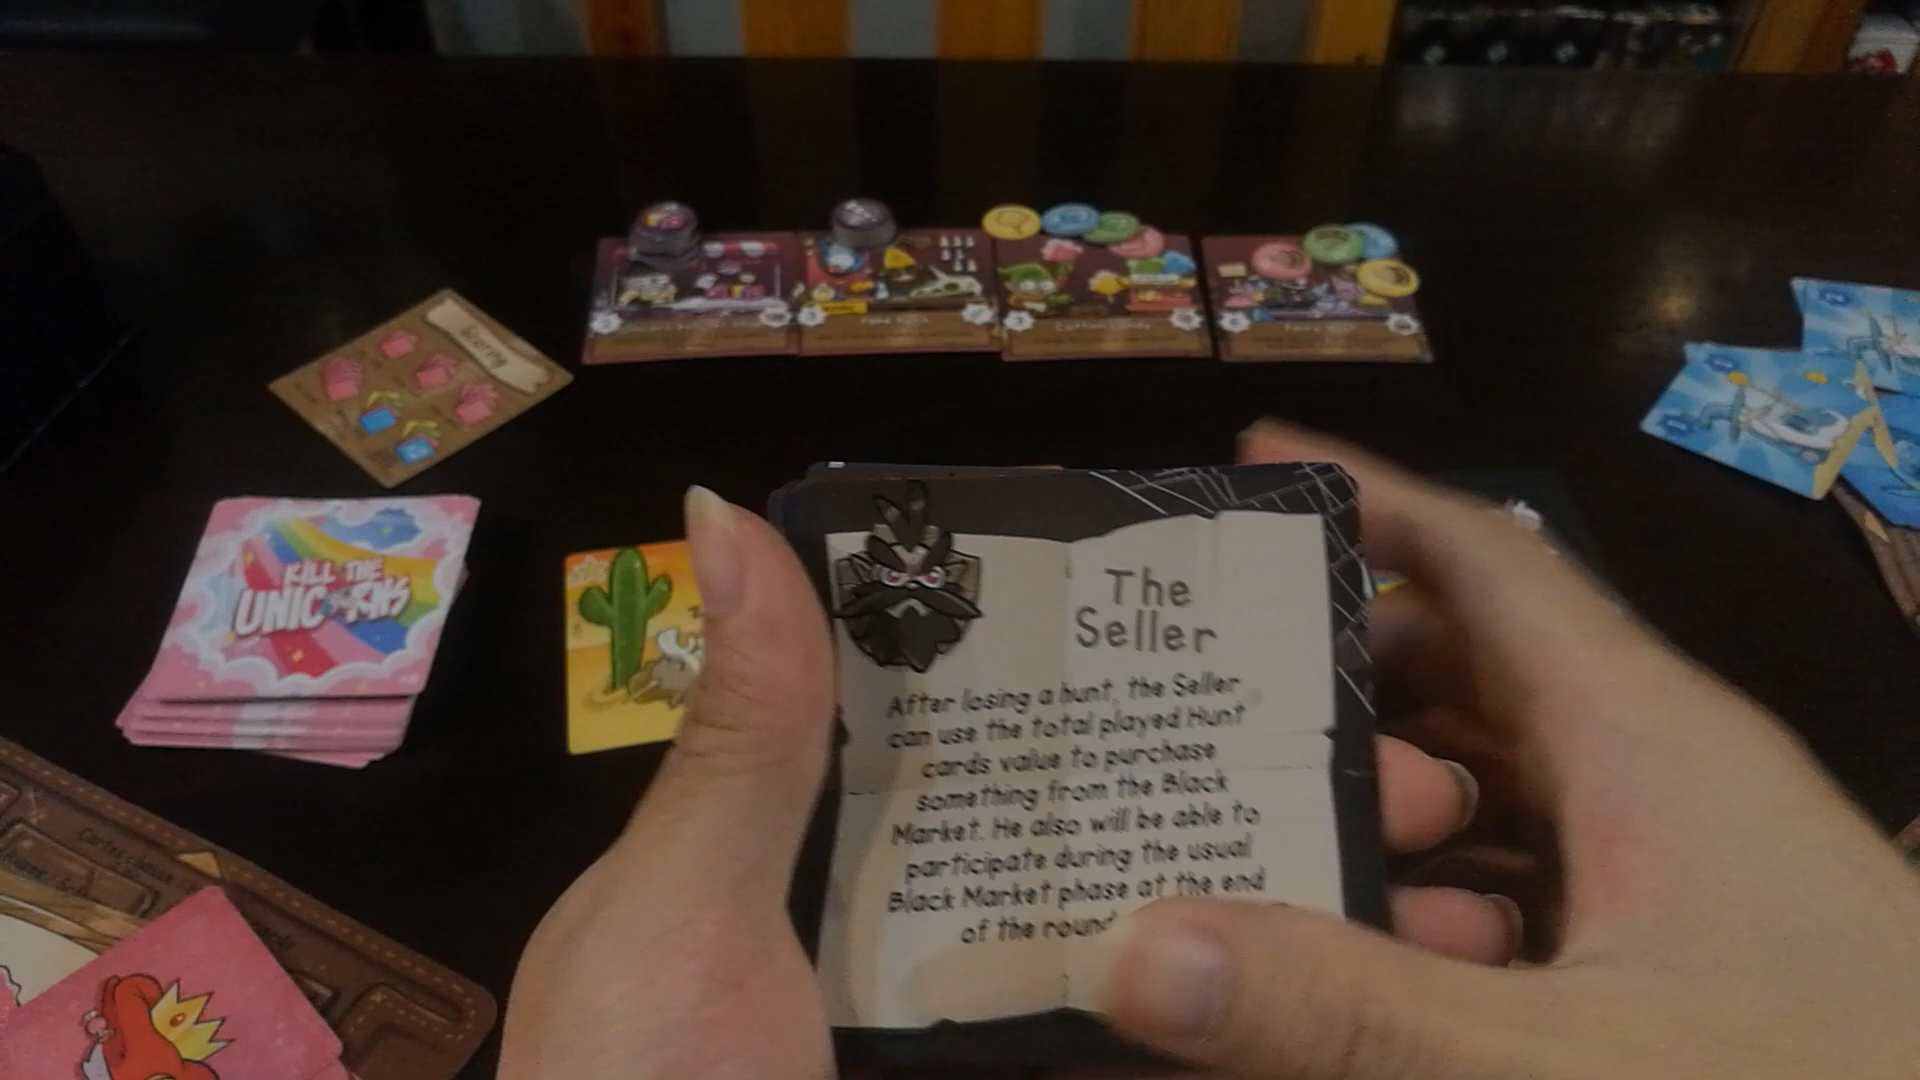 Scoring
Cotton Candy
KILL THE
UNICORNS
The
Seller
After losing a hunt, the Seller
can use the total played Hunt
cards value to purchase
something from the Black
Market. He also will be able to
participate during the usual
Black Market phase at the end
of the round